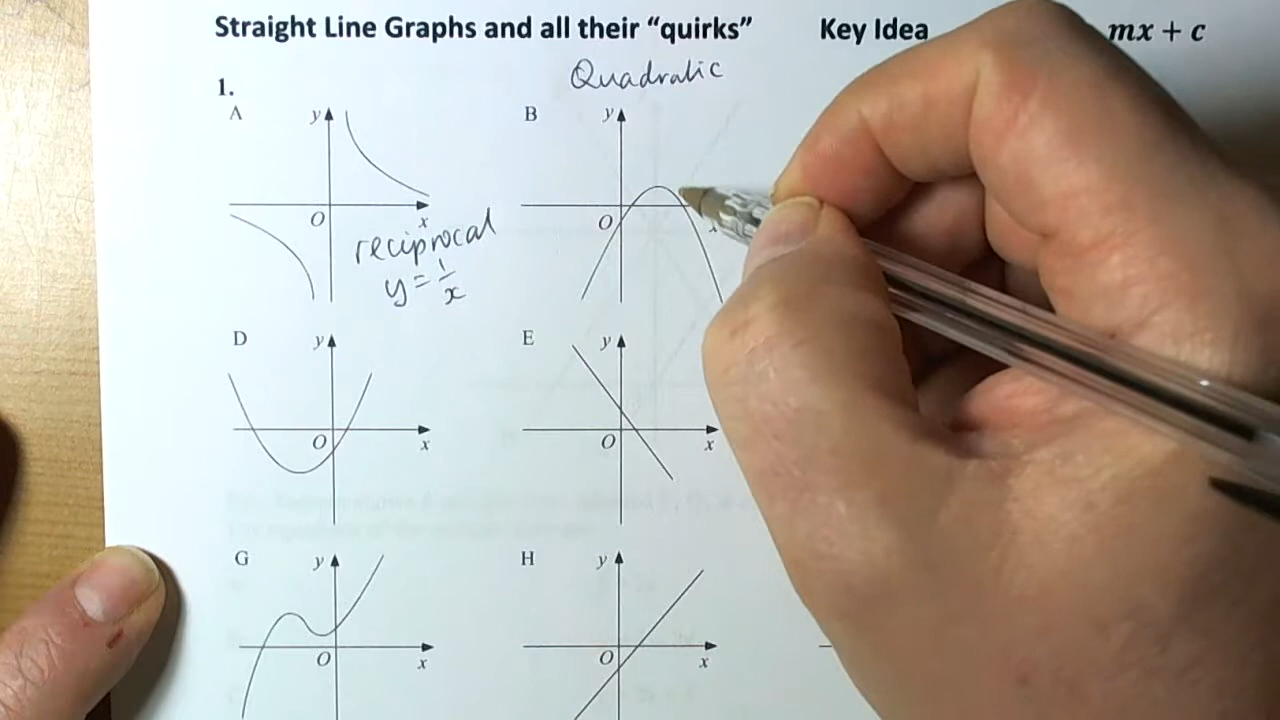 Straight Line Graphs and all their “quirks” Key Idea mx + c
Quadratic
1.
A y B y
O x O
reciprocal
y = 1/x
D y E y
O x O x
G y H y
O x O x